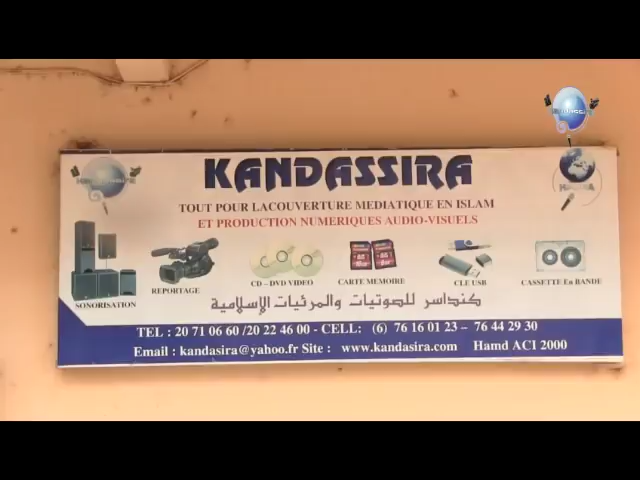 KANDASSIRA
TOUT POUR LACOUVERTURE MEDIATIQUE EN ISLAM
ET PRODUCTION NUMERIQUES AUDIO-VISUELS
SONORISATION
REPORTAGE
CD - DVD VIDEO
CARTE MEMOIRE
CLE USB
CASSETTE En BANDE
كنداسر للصوتيات والمرئيات الإسلامية
TEL : 20 71 06 60 /20 22 46 00 - CELL: (6) 76 16 01 23 – 76 44 29 30
Email : kandasira@yahoo.fr Site : www.kandasira.com Hamd ACI 2000